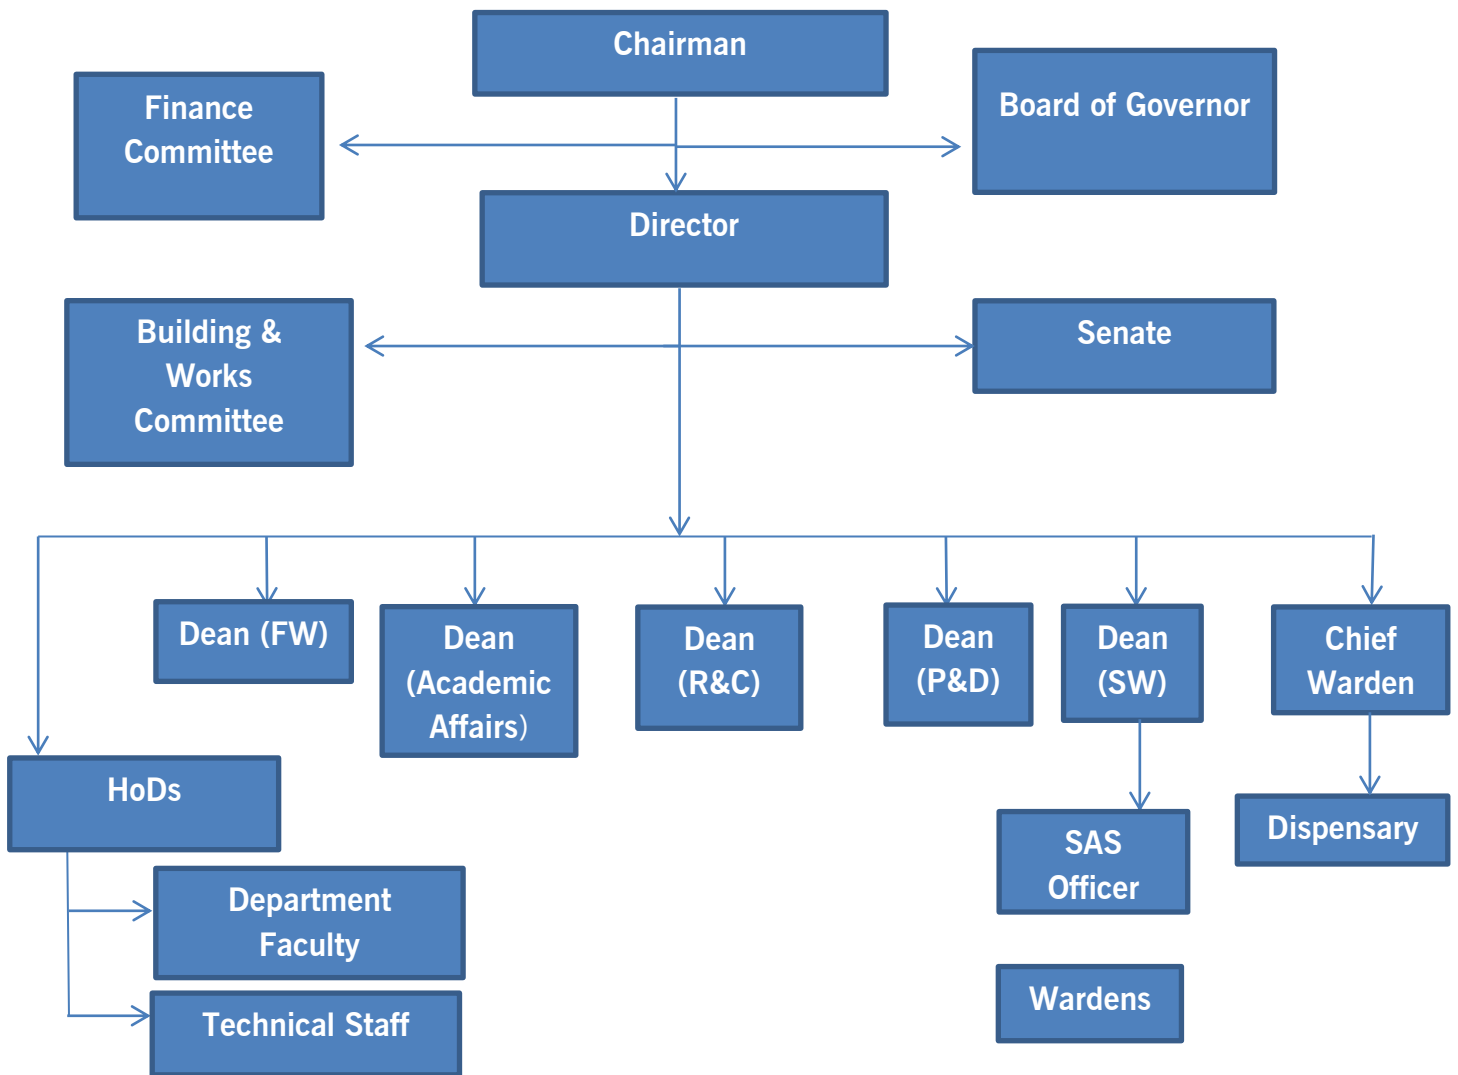 Chairman
Finance
Committee
Board of Governor
Director
Building &
Works
Committee
Senate
Dean (FW)
Dean
(Academic
Affairs)
Dean
(R&C)
Dean
(P&D)
Dean
(SW)
Chief
Warden
HoDs
Dispensary
SAS
Officer
Department
Faculty
Wardens
Technical Staff